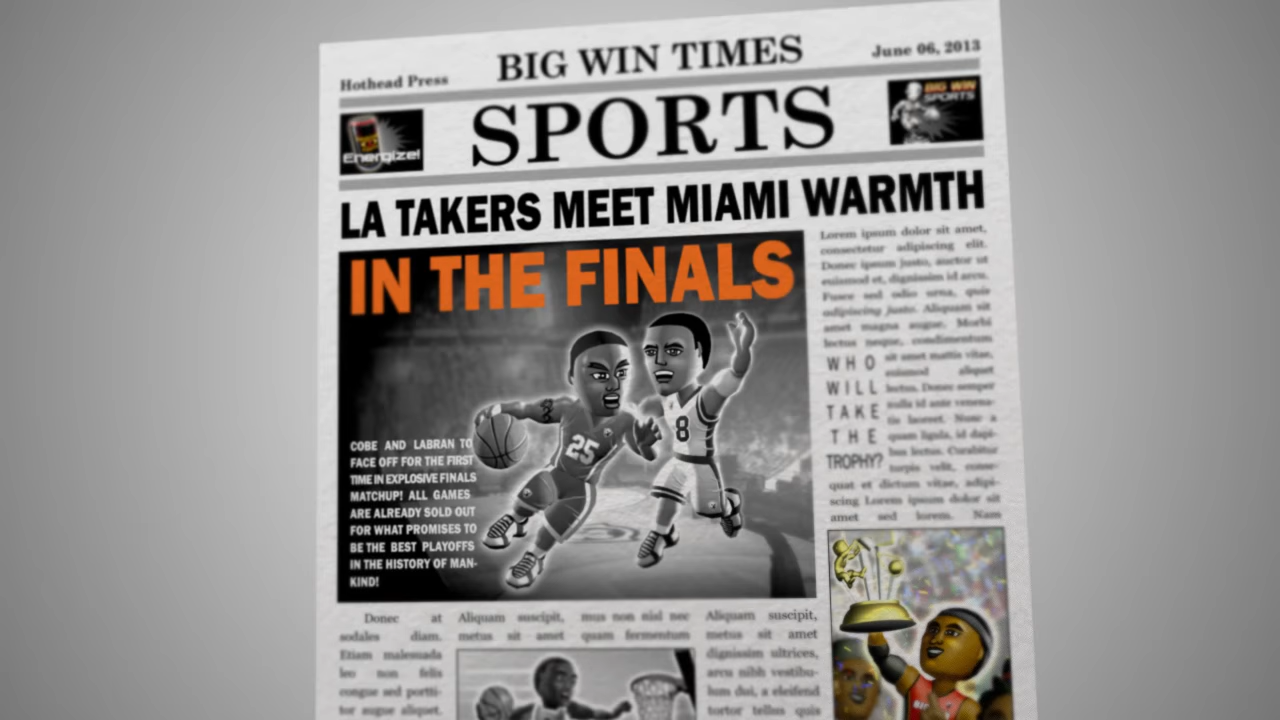 BIG WIN TIMES
Hothead Press
June 06, 2013
Energize!
SPORTS
BIG WIN
SPORTS
LA TAKERS MEET MIAMI WARMTH
IN THE FINALS
COBE AND LABRAN TO
FACE OFF FOR THE FIRST
TIME IN EXPLOSIVE FINALS
MATCHUP! ALL GAMES
ARE ALREADY SOLD OUT
FOR WHAT PROMISES TO
BE THE BEST PLAYOFFS
IN THE HISTORY OF MAN-
KIND!
25
8
Lorem ipsum dolor sit amet,
consectetur adipiscing elit.
Donec ipsum justo, auctor ut
euismod et, dignissim id arcu.
Fusce sed odio urna, quis
adipiscing justo. Aliquam sit
amet magna augue. Morbi
lectus neque, condimentum
sit amet mattis vitae,
euismod aliquet
lectus. Donec semper
nulla id ante venena-
tis laoreet. Nunc a
quam ligula, id dapi-
bus lectus. Curabitur
turpis velit, conse-
quat et dictum vitae, adipi-
scing Lorem ipsum dolor sit
amet sed lorem. Nam
WHO
WILL
TAKE
THE
TROPHY?
Donec at
sodales diam.
Etiam malesuada
leo non felis
congue sed portti-
tor augue aliquet.
Aliquam suscipit,
metus sit amet
mus non nisl nec
quam fermentum
Aliquam suscipit,
metus sit amet
dignissim ultrices,
arcu nibh vestibu-
lum dui, a eleifend
tortor tellus quis